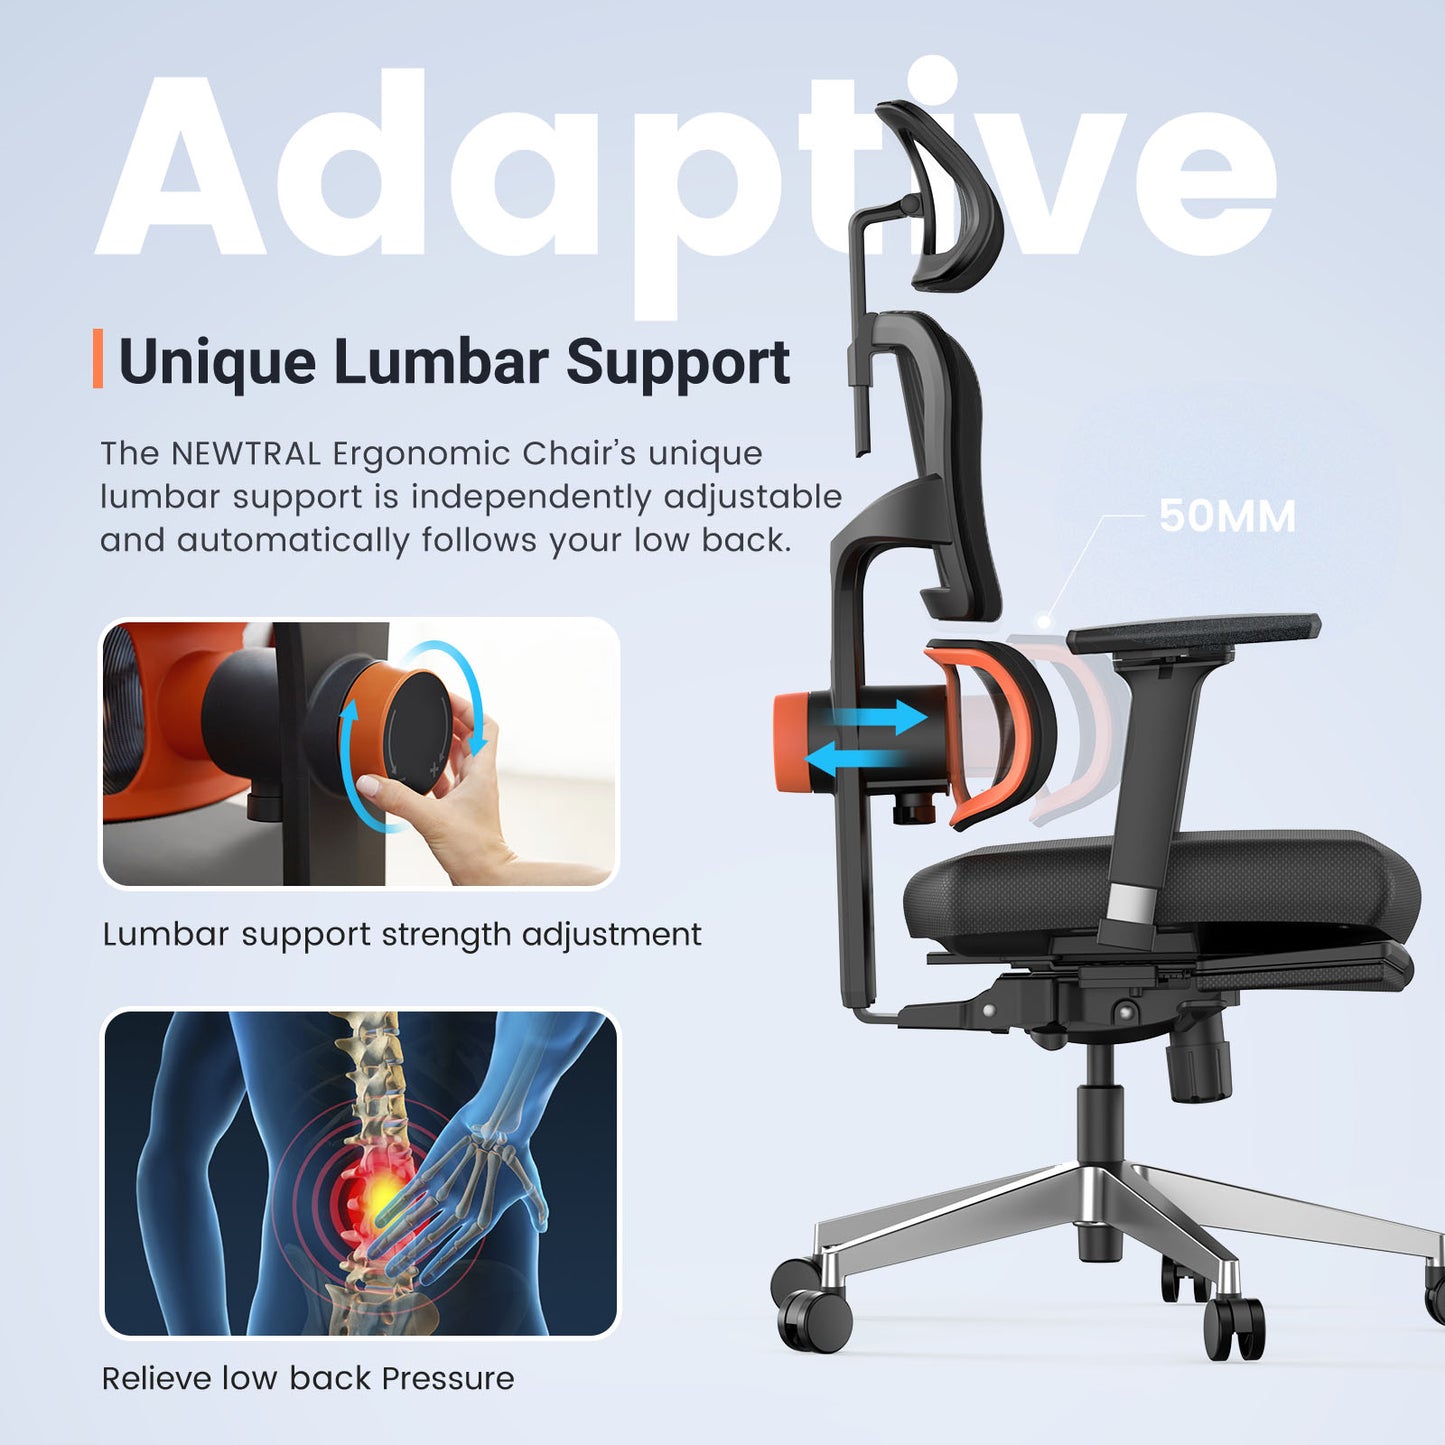 Adaptive
Unique Lumbar Support
The NEWTRAL Ergonomic Chair's unique
lumbar support is independently adjustable
and automatically follows your low back.
50MM
- + R
Lumbar support strength adjustment
Relieve low back Pressure